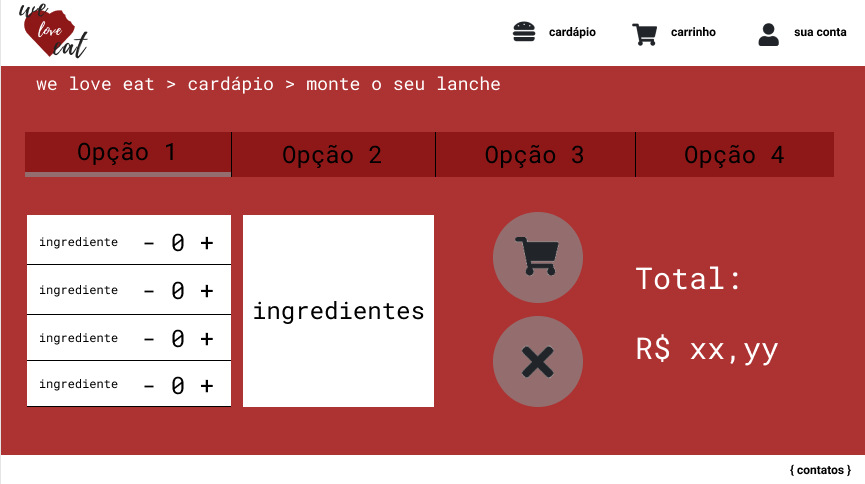 we
love
eat
cardápio
carrinho
sua conta
we love eat > cardápio > monte o seu lanche
Opção 1
Opção 2
Opção 3
Opção 4
ingrediente - 0 +
ingrediente - 0 +
ingrediente - 0 +
ingrediente - 0 +
ingredientes
Total:
R$ xx,yy
{ contatos }